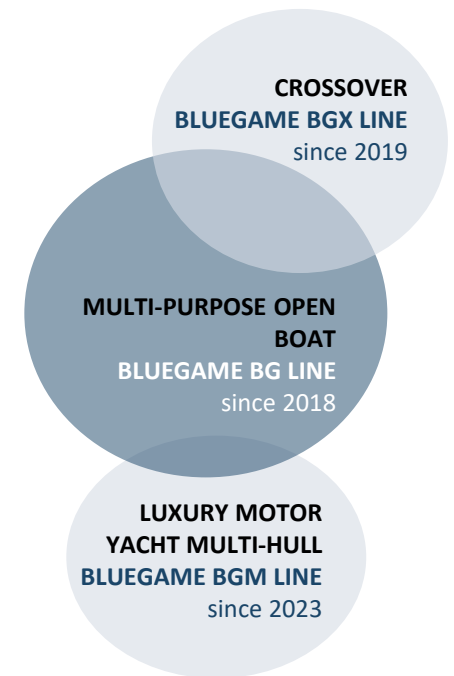 CROSSOVER
BLUEGAME BGX LINE
since 2019
MULTI-PURPOSE OPEN
BOAT
BLUEGAME BG LINE
since 2018
LUXURY MOTOR
YACHT MULTI-HULL
BLUEGAME BGM LINE
since 2023